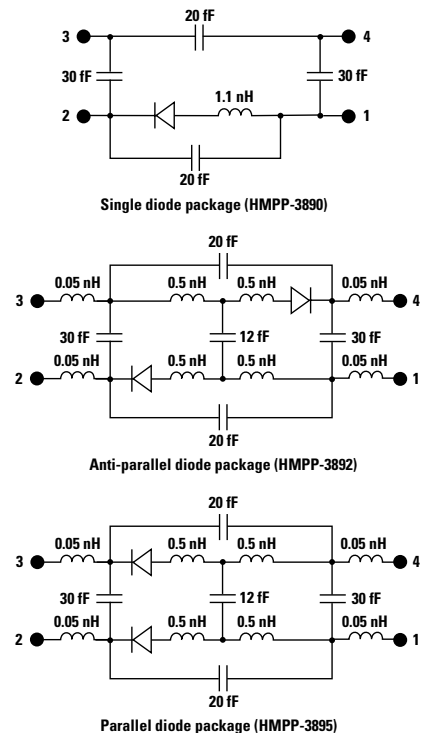 20 fF
3 4
30 fF 30 fF
1.1 nH
2 1
20 fF
Single diode package (HMPP-3890)
20 fF
0.05 nH 0.5 nH 0.5 nH 0.05 nH
3 4
30 fF 12 fF 30 fF
0.05 nH 0.5 nH 0.5 nH 0.05 nH
2 1
20 fF
Anti-parallel diode package (HMPP-3892)
20 fF
0.05 nH 0.5 nH 0.5 nH 0.05 nH
3 4
30 fF 12 fF 30 fF
0.05 nH 0.5 nH 0.5 nH 0.05 nH
2 1
20 fF
Parallel diode package (HMPP-3895)